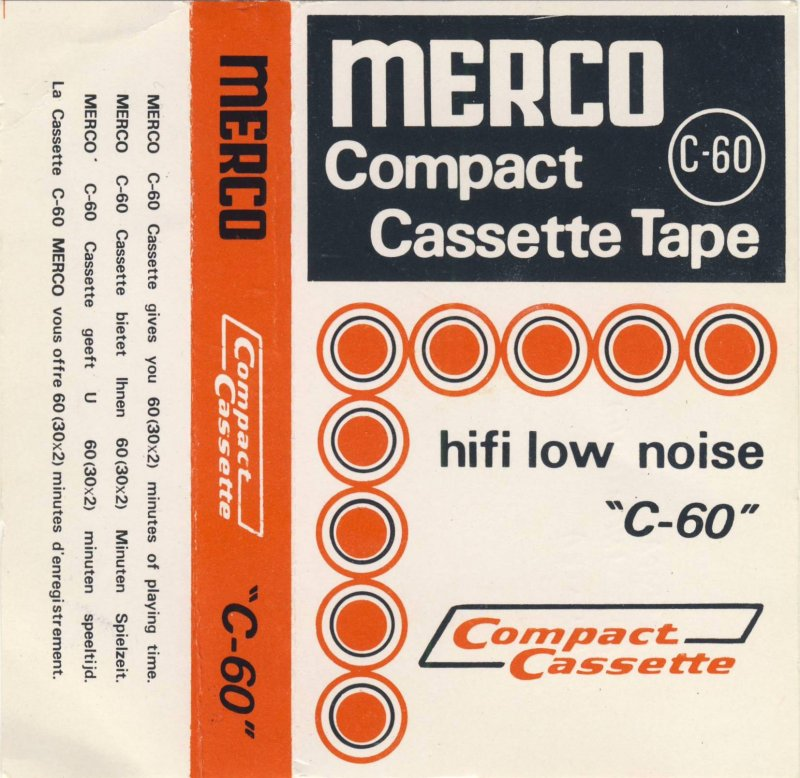 MERCO C-60 Cassette gives you 60 (30x2) minutes of playing time.
MERCO C-60 Cassette bietet Ihnen 60 (30x2) Minuten Spielzeit.
MERCO C-60 Cassette geeft U 60 (30x2) minuten speeltijd.
La Cassette C-60 MERCO vous offre 60 (30x2) minutes d'enregistrement.
MERCO
Compact
Cassette
"C-60"
MERCO
Compact
C-60
Cassette Tape
hifi low noise
"C-60"
Compact
Cassette